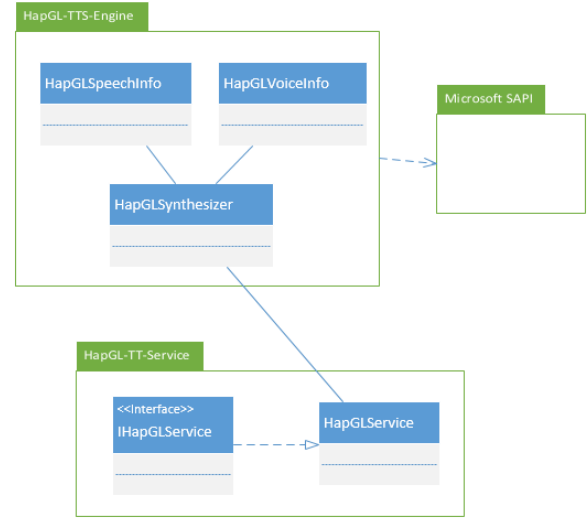 HapGL-TTS-Engine
HapGLSpeechInfo
HapGLVoiceInfo
Microsoft SAPI
HapGLSynthesizer
HapGL-TT-Service
<<Interface>>
IHapGLService
HapGLService